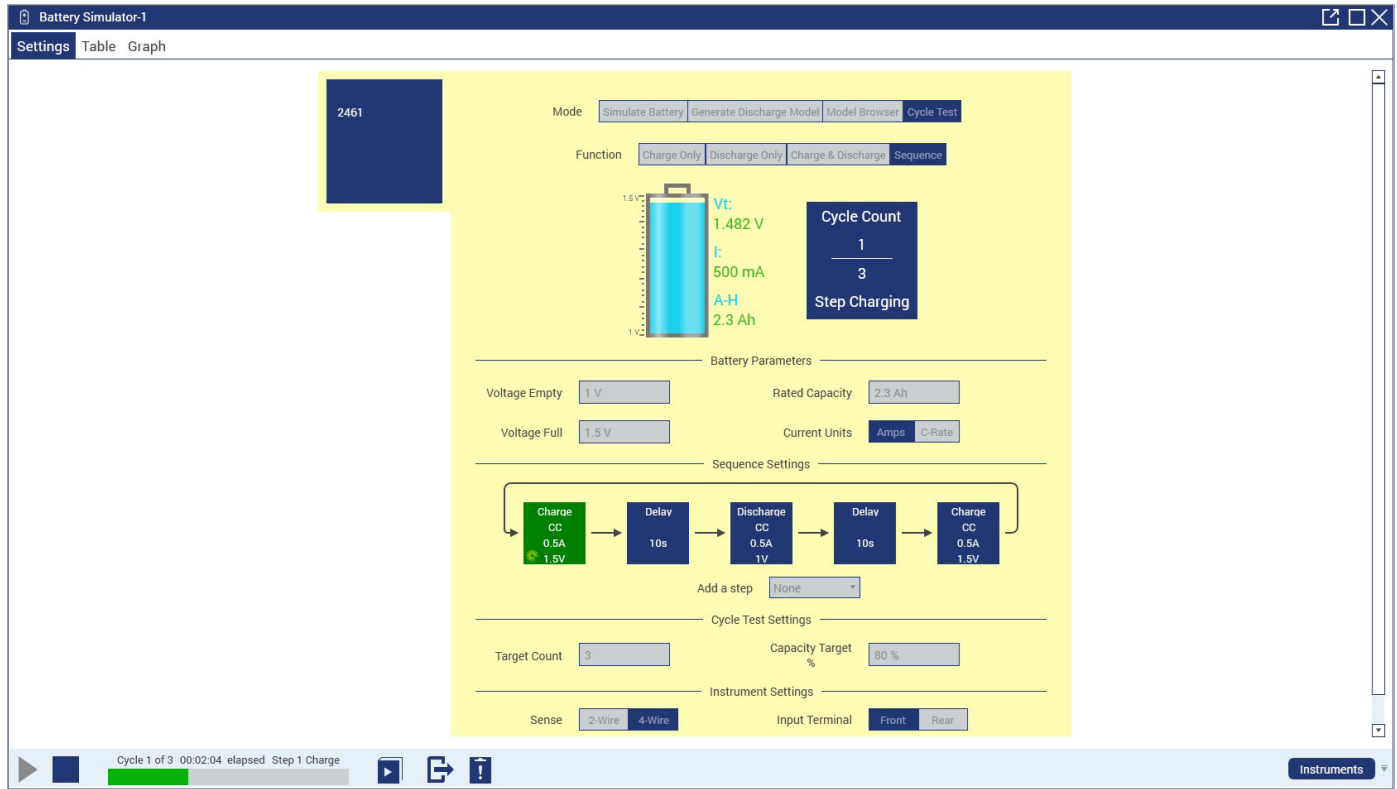 Battery Simulator-1
Settings Table Graph
2461
Mode Simulate Battery Generate Discharge Model Model Browser Cycle Test
Function Charge Only Discharge Only Charge & Discharge Sequence
1.5 V
Vt:
1.482 V
I:
500 mA
A-H
2.3 Ah
1 V
Cycle Count
1
3
Step Charging
Battery Parameters
Voltage Empty 1 V Rated Capacity 2.3 Ah
Voltage Full 1.5 V Current Units Amps C-Rate
Sequence Settings
Charge
CC
0.5A
1.5V
Delay
10s
Discharge
CC
0.5A
1V
Delay
10s
Charge
CC
0.5A
1.5V
Add a step None
Cycle Test Settings
Target Count 3 Capacity Target
% 80 %
Instrument Settings
Sense 2-Wire 4-Wire Input Terminal Front Rear
Cycle 1 of 3 00:02:04 elapsed Step 1 Charge
Instruments